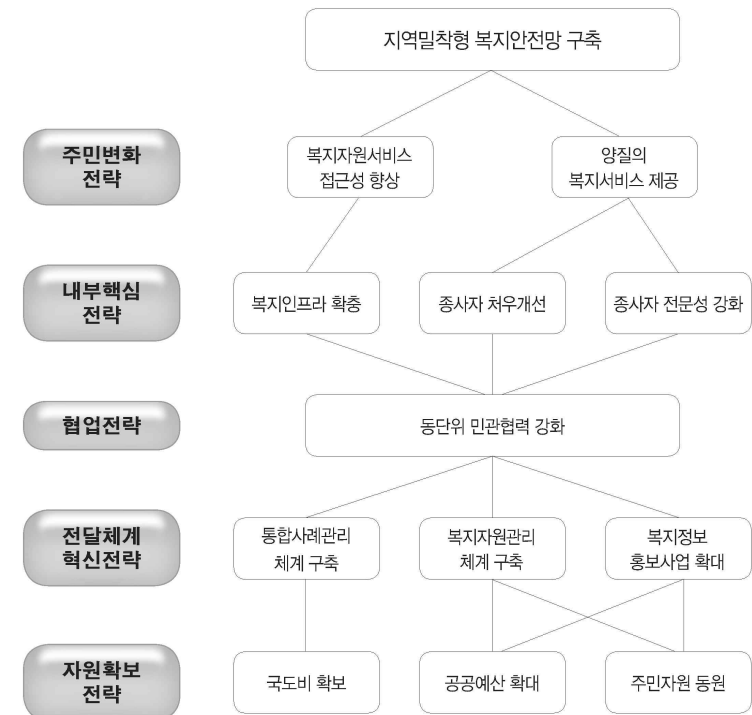 지역밀착형 복지안전망 구축
주민변화
전략
복지자원서비스
접근성 향상
양질의
복지서비스 제공
내부핵심
전략
복지인프라 확충
종사자 처우개선
종사자 전문성 강화
협업전략
동단위 민관협력 강화
전달체계
혁신전략
통합사례관리
체계 구축
복지자원관리
체계 구축
복지정보
홍보사업 확대
자원확보
전략
국도비 확보
공공예산 확대
주민자원 동원